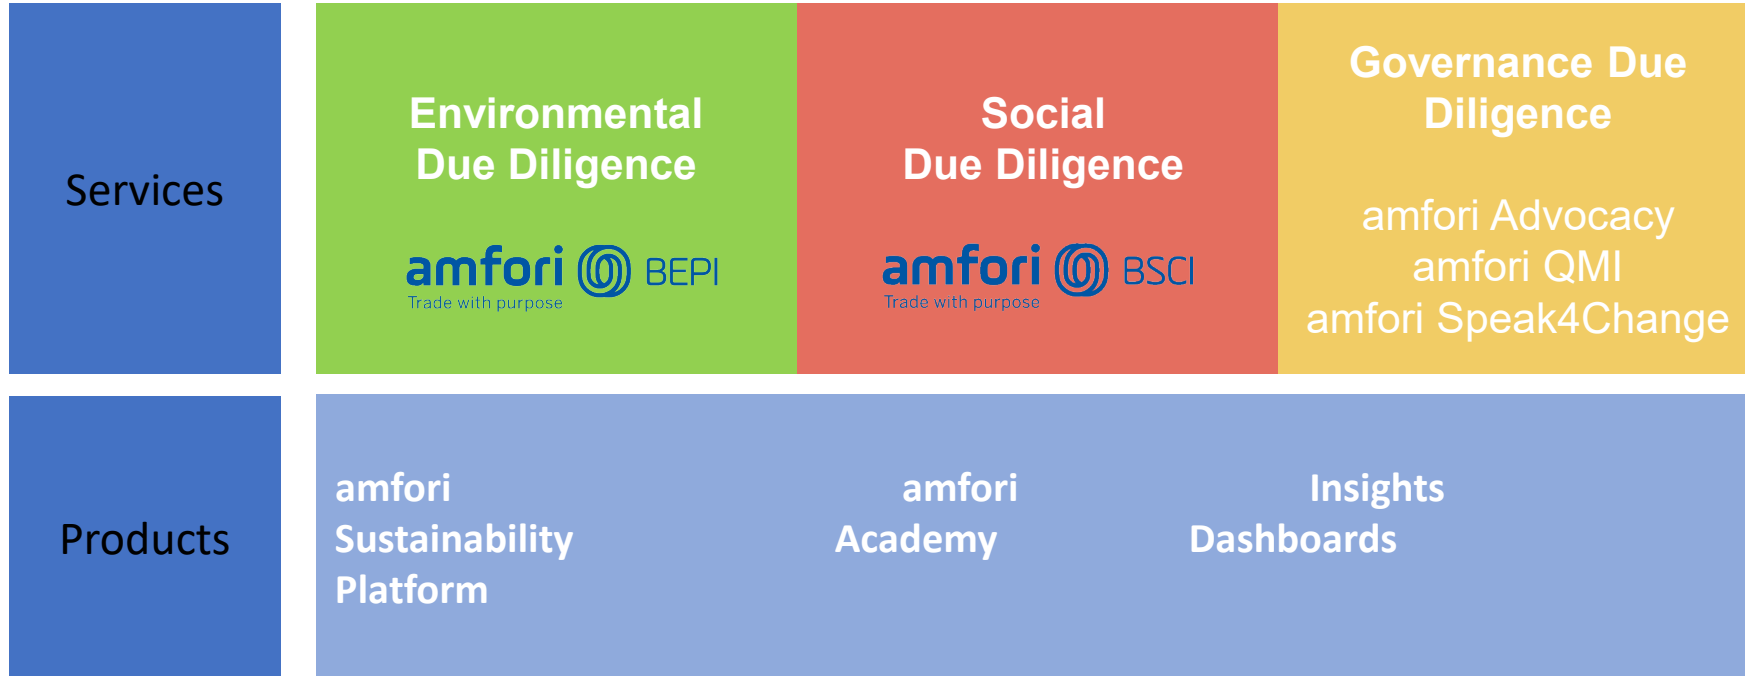 Services
Environmental
Due Diligence
amfori BEPI
Trade with purpose
Social
Due Diligence
amfori BSCI
Trade with purpose
Governance Due
Diligence
amfori Advocacy
amfori QMI
amfori Speak4Change
Products
amfori
Sustainability
Platform
amfori
Academy
Insights
Dashboards